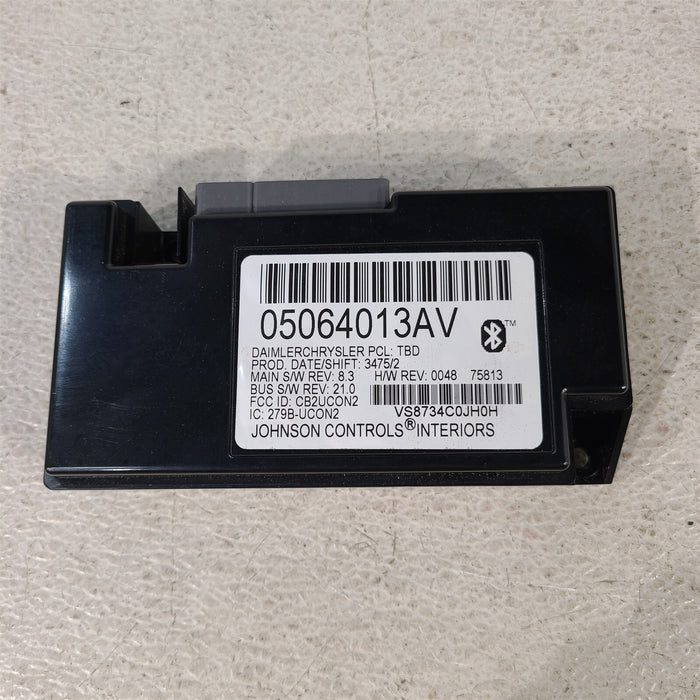 05064013AV
TM
DAIMLERCHRYSLER PCL: TBD
PROD. DATE/SHIFT: 3475/2
MAIN S/W REV: 8.3 H/W REV: 0048 75813
BUS S/W REV: 21.0
FCC ID: CB2UCON2
IC: 279B-UCON2 VS8734C0JH0H
JOHNSON CONTROLS® INTERIORS